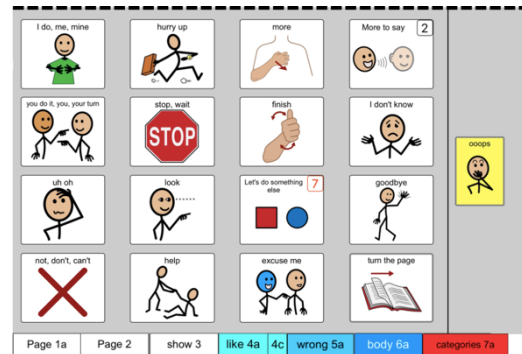 I do, me, mine
hurry up
more
More to say
2
you do it, you, your turn
stop, wait
STOP
finish
I don't know
ooops
uh oh
look
Let's do something
else
7
goodbye
not, don't, can't
help
excuse me
turn the page
Page 1a
Page 2
show 3
like 4a
4c
wrong 5a
body 6a
categories 7a